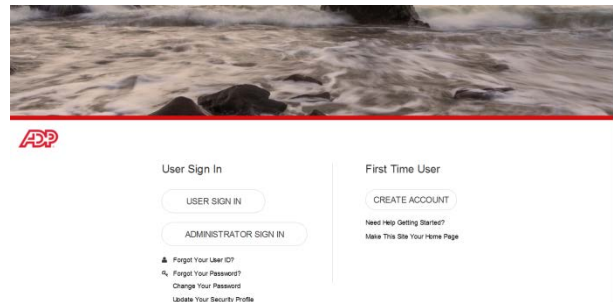 ADP
User Sign In
USER SIGN IN
ADMINISTRATOR SIGN IN
Forgot Your User ID?
Forgot Your Password?
Change Your Password
Update Your Security Profile
First Time User
CREATE ACCOUNT
Need Help Getting Started?
Make This Site Your Home Page